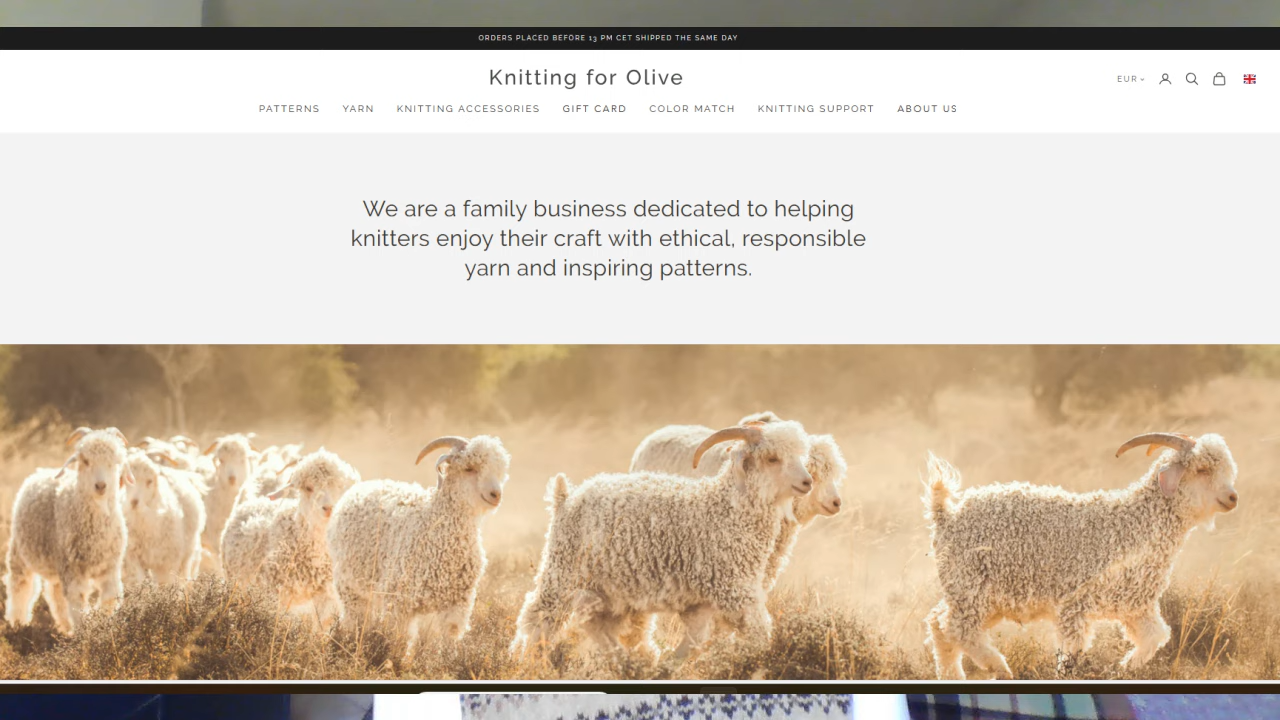 ORDERS PLACED BEFORE 13 PM CET SHIPPED THE SAME DAY
Knitting for Olive
EUR
PATTERNS YARN KNITTING ACCESSORIES GIFT CARD COLOR MATCH KNITTING SUPPORT ABOUT US
We are a family business dedicated to helping
knitters enjoy their craft with ethical, responsible
yarn and inspiring patterns.